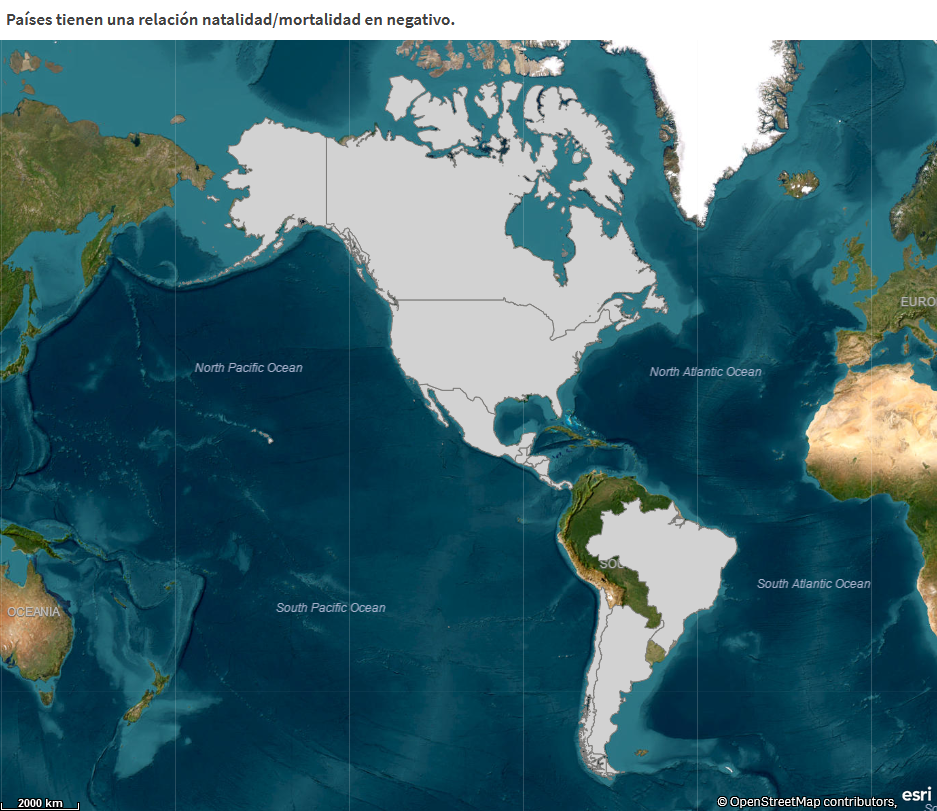 Países tienen una relación natalidad/mortalidad en negativo.
EURO
North Pacific Ocean
North Atlantic Ocean
SOU
South Atlantic Ocean
OCEANIA
South Pacific Ocean
2000 km
© OpenStreetMap contributors,
esri